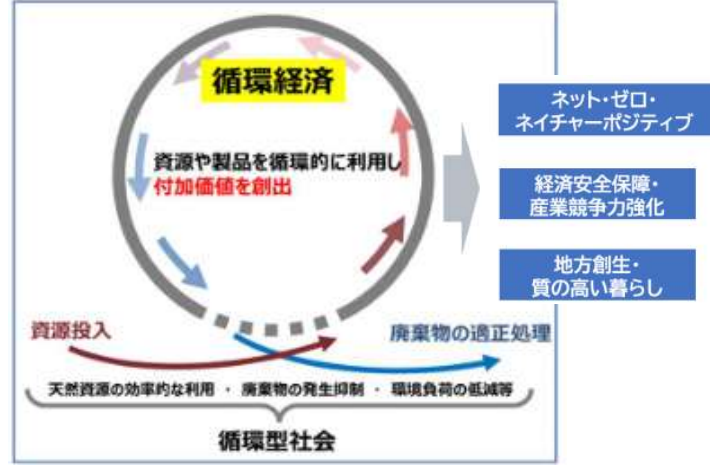 循環経済
資源や製品を循環的に利用し
付加価値を創出
資源投入
廃棄物の適正処理
天然資源の効率的な利用 ・ 廃棄物の発生抑制 ・ 環境負荷の低減等
循環型社会
ネット・ゼロ・
ネイチャーポジティブ
経済安全保障・
産業競争力強化
地方創生・
質の高い暮らし